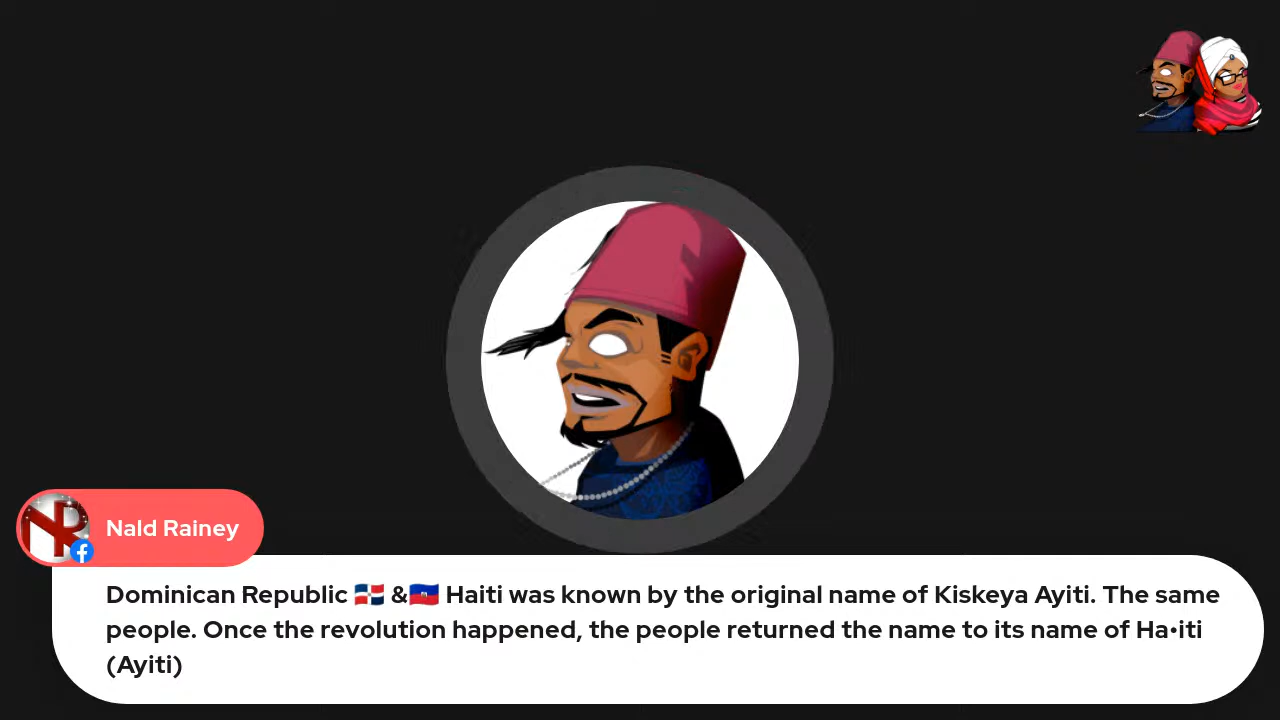 Nald Rainey
Dominican Republic 🇩🇴 &🇭🇹 Haiti was known by the original name of Kiskeya Ayiti. The same
people. Once the revolution happened, the people returned the name to its name of Ha•iti
(Ayiti)